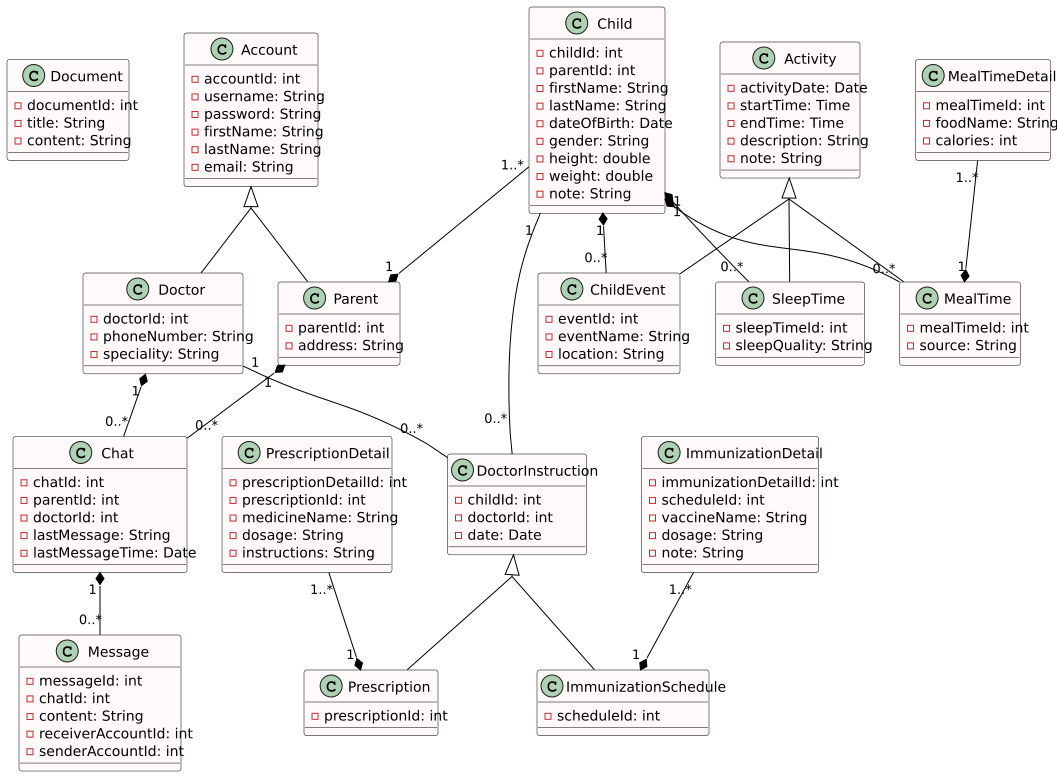 C Document
documentId: int
title: String
content: String
C Account
accountId: int
username: String
password: String
firstName: String
lastName: String
email: String
C Child
childId: int
parentId: int
firstName: String
lastName: String
dateOfBirth: Date
gender: String
height: double
weight: double
note: String
C Activity
activityDate: Date
startTime: Time
endTime: Time
description: String
note: String
C MealTimeDetail
mealTimeId: int
foodName: String
calories: int
1..*
1
1
1
1
1
1..*
1
0..*
0..*
0..*
1
0..*
C Doctor
doctorId: int
phoneNumber: String
speciality: String
C Parent
parentId: int
address: String
C ChildEvent
eventId: int
eventName: String
location: String
C SleepTime
sleepTimeId: int
sleepQuality: String
C MealTime
mealTimeId: int
source: String
1
1
1
0..*
0..*
0..*
C Chat
chatId: int
parentId: int
doctorId: int
lastMessage: String
lastMessageTime: Date
C PrescriptionDetail
prescriptionDetailId: int
prescriptionId: int
medicineName: String
dosage: String
instructions: String
C DoctorInstruction
childId: int
doctorId: int
date: Date
C ImmunizationDetail
immunizationDetailId: int
scheduleId: int
vaccineName: String
dosage: String
note: String
1
0..*
1..*
1
1..*
1
C Message
messageId: int
chatId: int
content: String
receiverAccountId: int
senderAccountId: int
C Prescription
prescriptionId: int
C ImmunizationSchedule
scheduleId: int